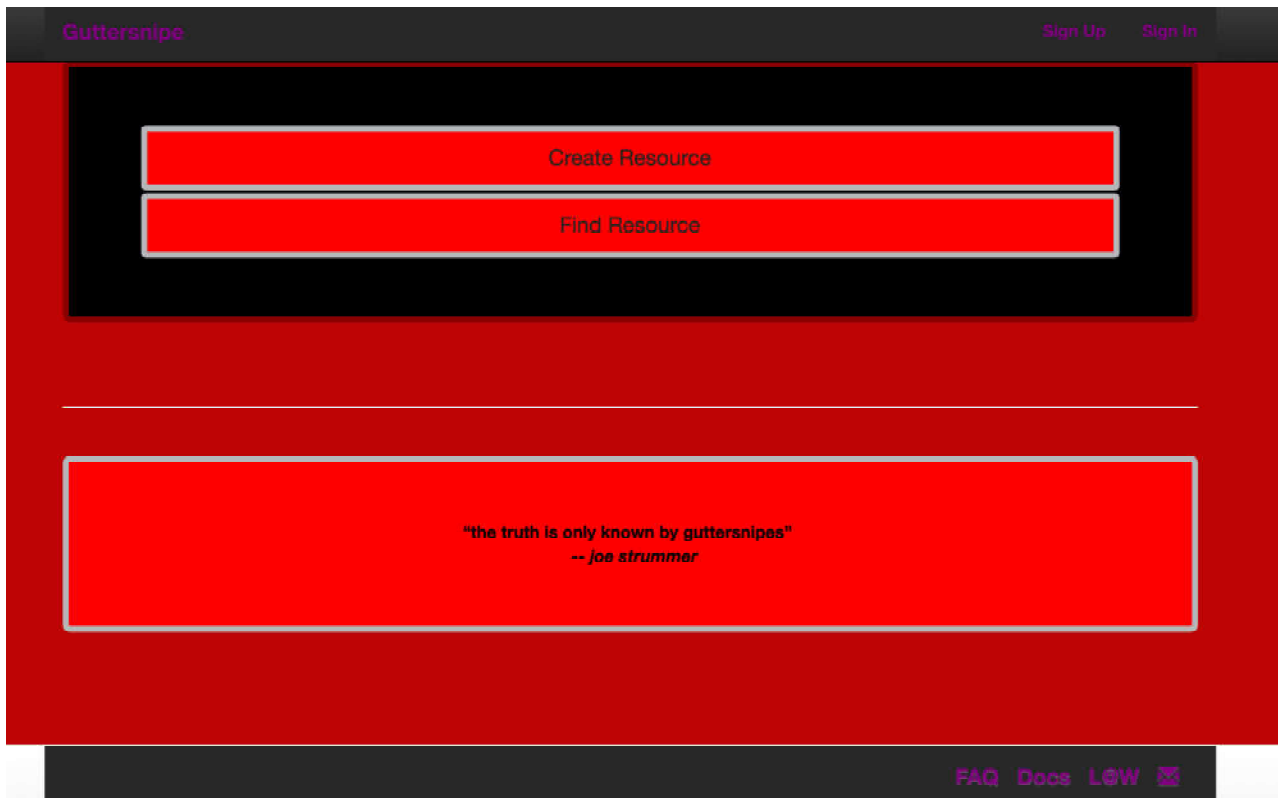 Guttersnipe Sign Up Sign In
Create Resource
Find Resource
“the truth is only known by guttersnipes”
-- joe strummer
FAQ Docs L@W